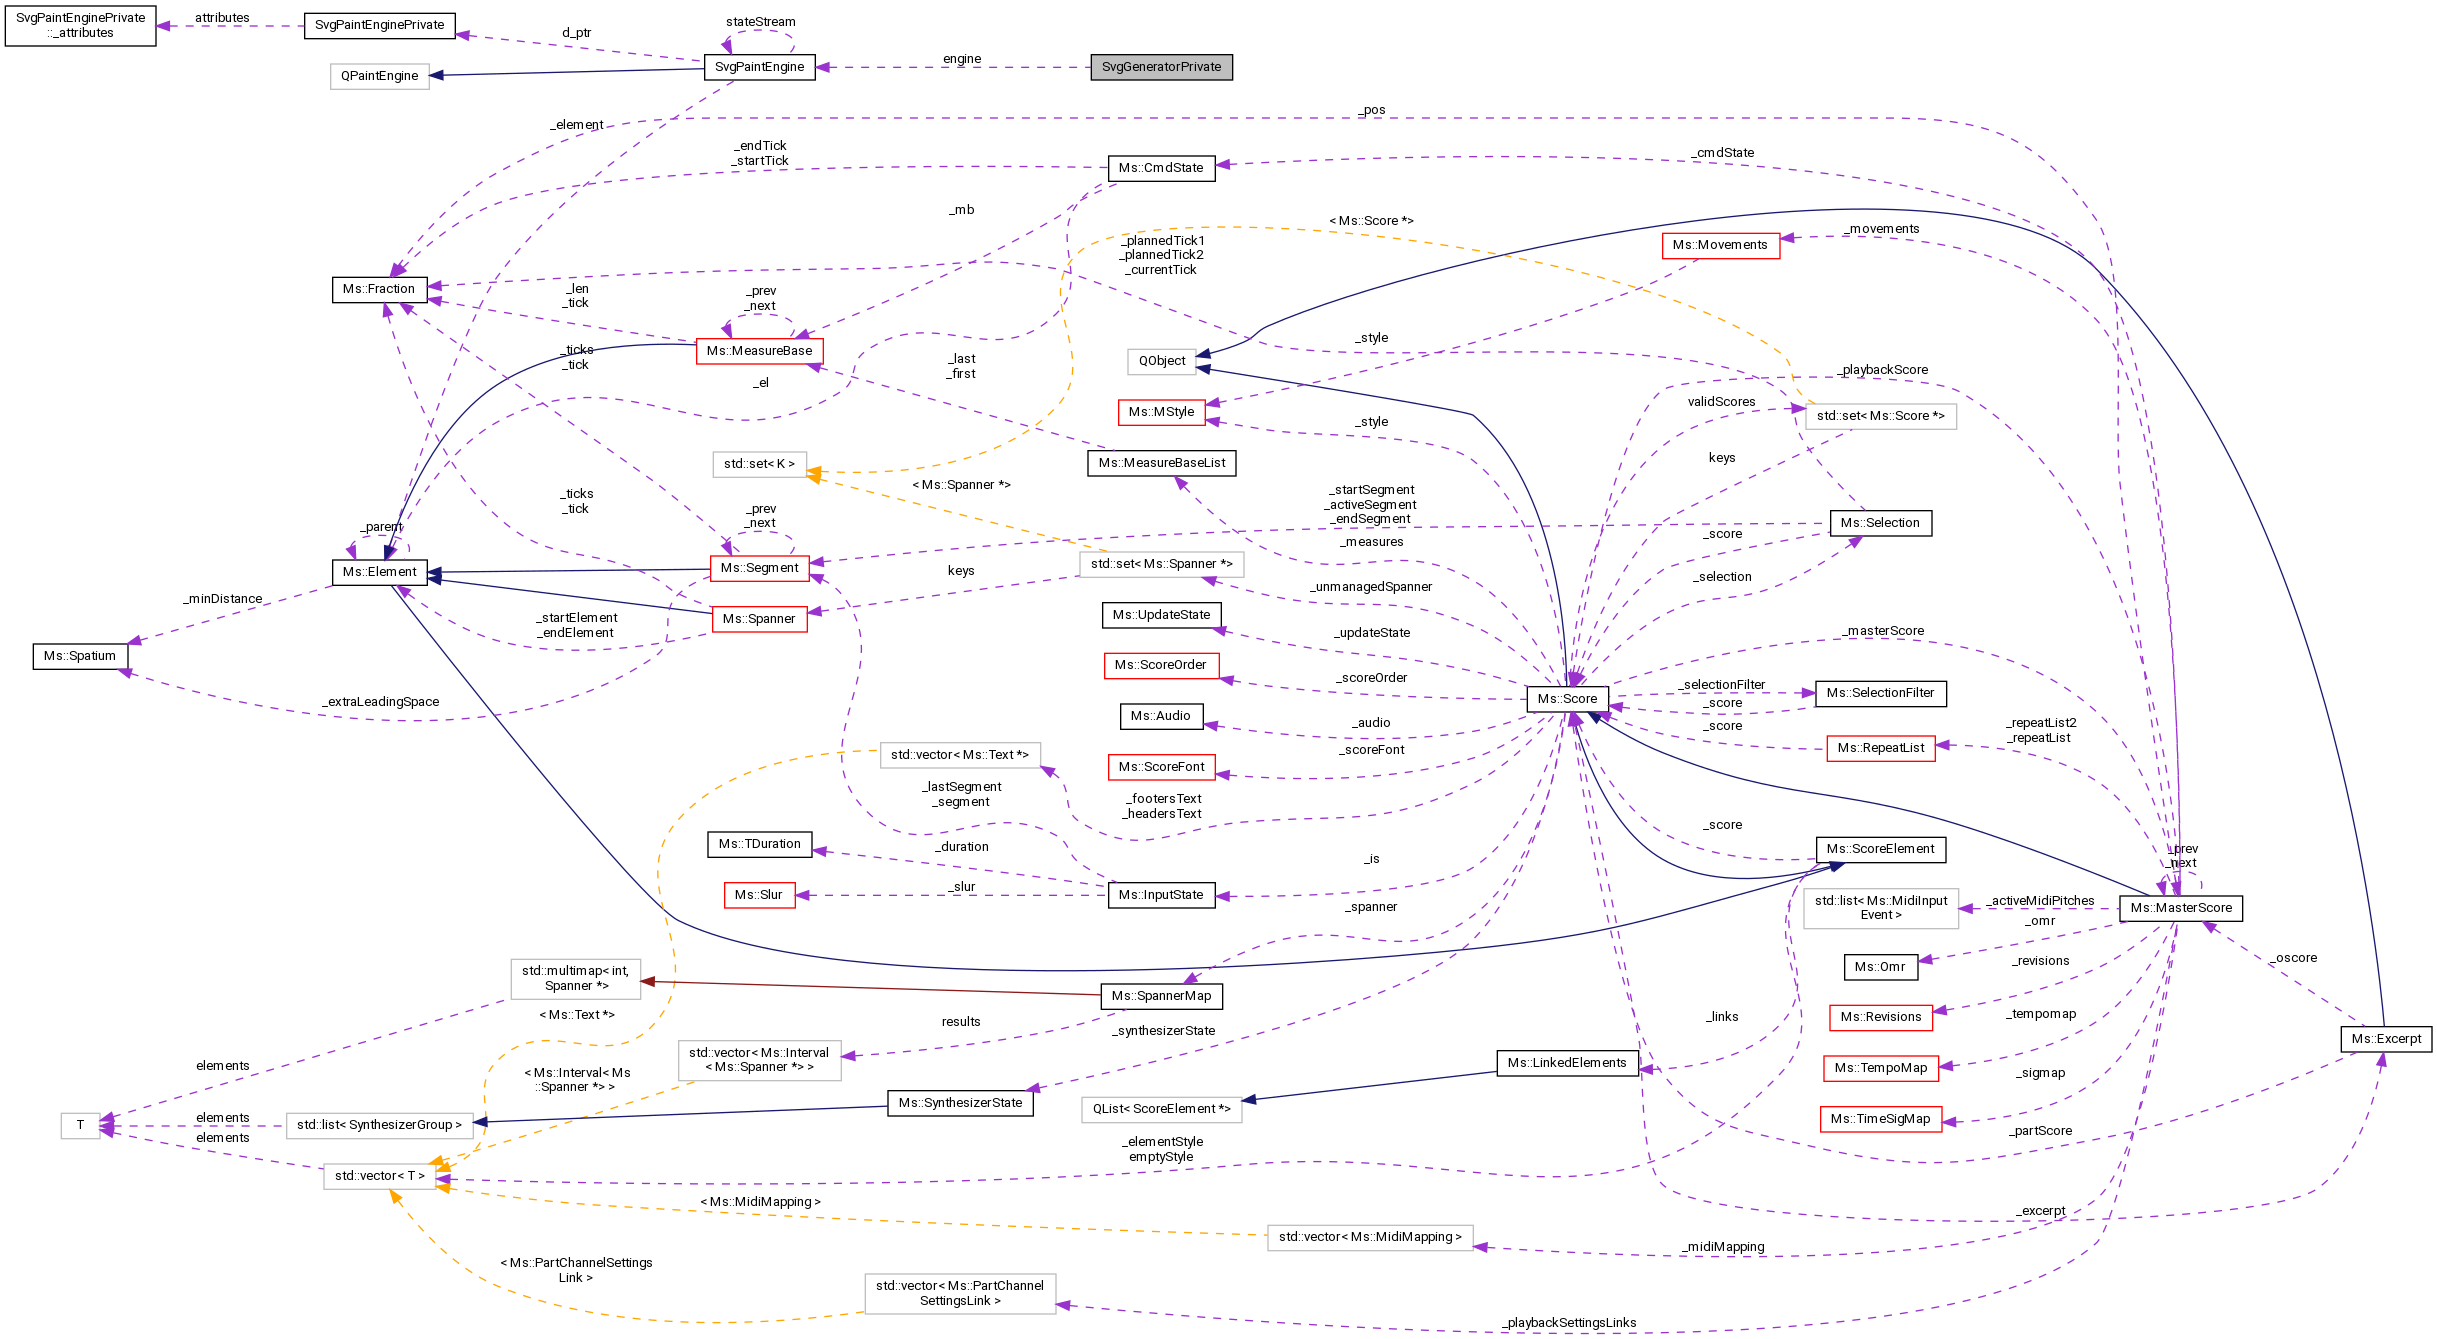 SvgPaintEnginePrivate
::_attributes
attributes
SvgPaintEnginePrivate
d_ptr
stateStream
SvgPaintEngine
QPaintEngine
engine
SvgGeneratorPrivate
_element
_pos
_endTick
_startTick
Ms::CmdState
_cmdState
_mb
< Ms::Score *>
_plannedTick1
_plannedTick2
_currentTick
Ms::Movements
_movements
Ms::Fraction
_len
_tick
_prev
_next
Ms::MeasureBase
_ticks
_tick
_last
_first
_el
QObject
_style
Ms::MStyle
_style
_playbackScore
validScores
std::set< Ms::Score *>
std::set< K >
Ms::MeasureBaseList
keys
< Ms::Spanner *>
_ticks
_tick
_prev
_next
_startSegment
_activeSegment
_endSegment
Ms::Selection
_parent
_measures
_score
Ms::Element
Ms::Segment
keys
std::set< Ms::Spanner *>
_selection
_minDistance
_unmanagedSpanner
_startElement
_endElement
Ms::Spanner
Ms::UpdateState
_updateState
_masterScore
Ms::Spatium
Ms::ScoreOrder
_scoreOrder
_extraLeadingSpace
Ms::Score
_selectionFilter
_score
Ms::SelectionFilter
Ms::Audio
_audio
_score
_repeatList2
_repeatList
std::vector< Ms::Text *>
_scoreFont
Ms::ScoreFont
Ms::RepeatList
_lastSegment
_segment
_footersText
_headersText
_score
Ms::TDuration
_duration
_is
Ms::ScoreElement
_prev
_next
Ms::Slur
_slur
Ms::InputState
_spanner
std::list< Ms::MidiInput
Event >
_activeMidiPitches
Ms::MasterScore
_omr
std::multimap< int,
Spanner *>
Ms::SpannerMap
Ms::Omr
_revisions
_oscore
< Ms::Text *>
results
_synthesizerState
_links
Ms::Revisions
_tempomap
Ms::Excerpt
elements
std::vector< Ms::Interval
< Ms::Spanner *> >
Ms::LinkedElements
Ms::TempoMap
< Ms::Interval< Ms
::Spanner *> >
_sigmap
Ms::SynthesizerState
QList< ScoreElement *>
T
elements
std::list< SynthesizerGroup >
Ms::TimeSigMap
elements
_elementStyle
emptyStyle
_partScore
std::vector< T >
< Ms::MidiMapping >
_excerpt
std::vector< Ms::MidiMapping >
_midiMapping
< Ms::PartChannelSettings
Link >
std::vector< Ms::PartChannel
SettingsLink >
_playbackSettingsLinks